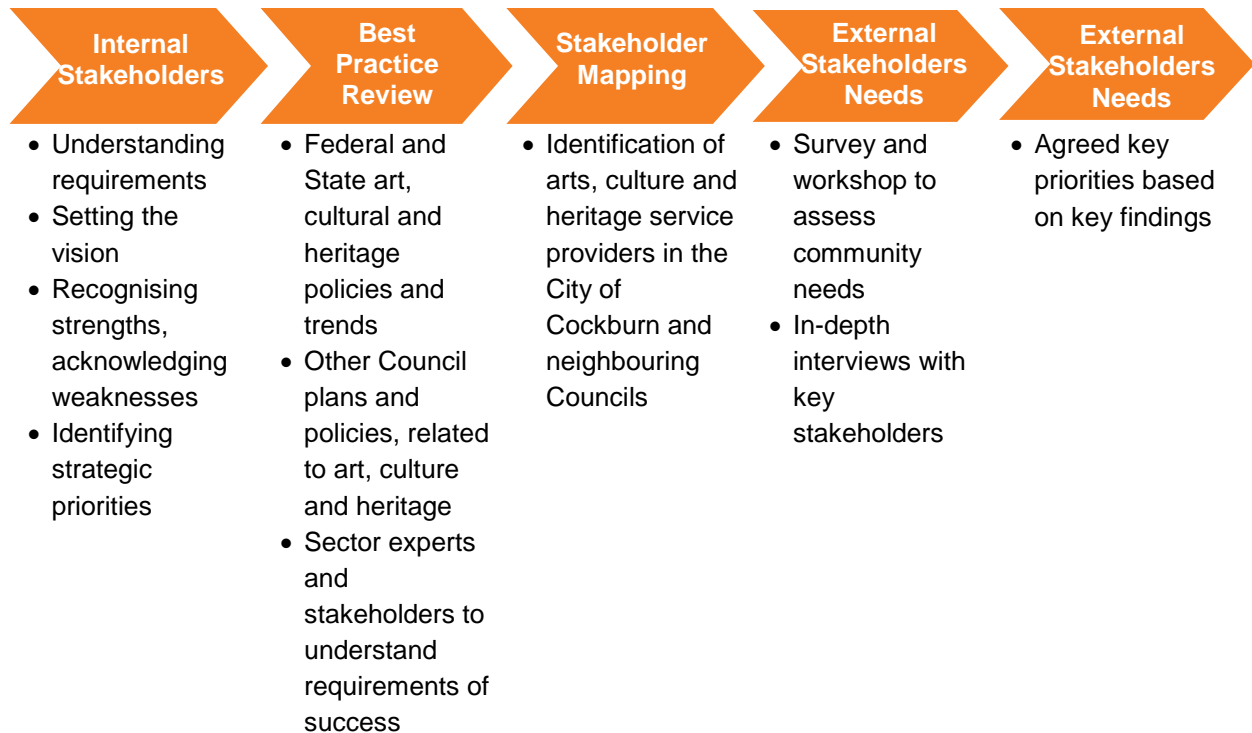 Internal
Stakeholders
• Understanding
requirements
• Setting the
vision
• Recognising
strengths,
acknowledging
weaknesses
• Identifying
strategic
priorities
Best
Practice
Review
• Federal and
State art,
cultural and
heritage
policies and
trends
• Other Council
plans and
policies, related
to art, culture
and heritage
• Sector experts
and
stakeholders to
understand
requirements of
success
Stakeholder
Mapping
• Identification of
arts, culture and
heritage service
providers in the
City of
Cockburn and
neighbouring
Councils
External
Stakeholders
Needs
• Survey and
workshop to
assess
community
needs
• In-depth
interviews with
key
stakeholders
External
Stakeholders
Needs
• Agreed key
priorities based
on key findings